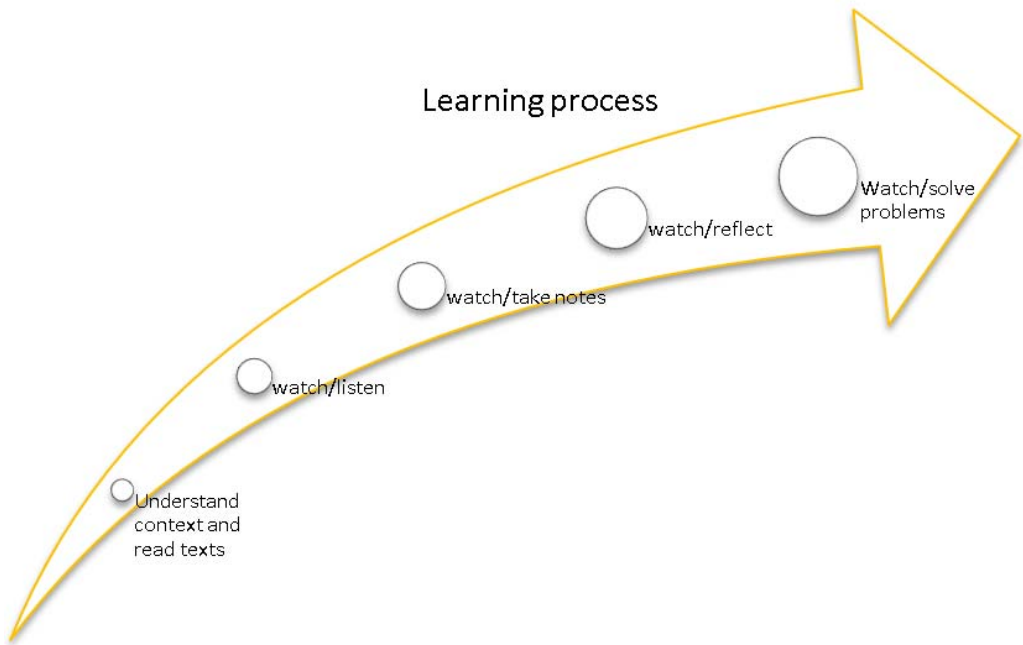 Learning process
Watch/solve
problems
watch/reflect
watch/take notes
watch/listen
Understand
context and
read texts